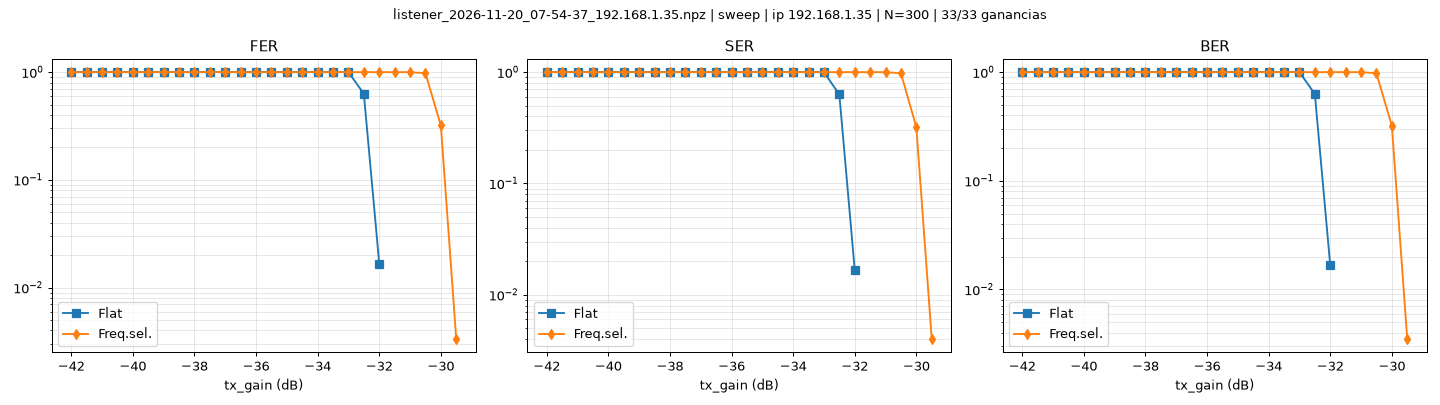 listener_2026-11-20_07-54-37_192.168.1.35.npz | sweep | ip 192.168.1.35 | N=300 | 33/33 ganancias
FER
10⁰
10⁻¹
10⁻²
Flat
Freq.sel.
−42 −40 −38 −36 −34 −32 −30
tx_gain (dB)
SER
10⁰
10⁻¹
10⁻²
Flat
Freq.sel.
−42 −40 −38 −36 −34 −32 −30
tx_gain (dB)
BER
10⁰
10⁻¹
10⁻²
Flat
Freq.sel.
−42 −40 −38 −36 −34 −32 −30
tx_gain (dB)